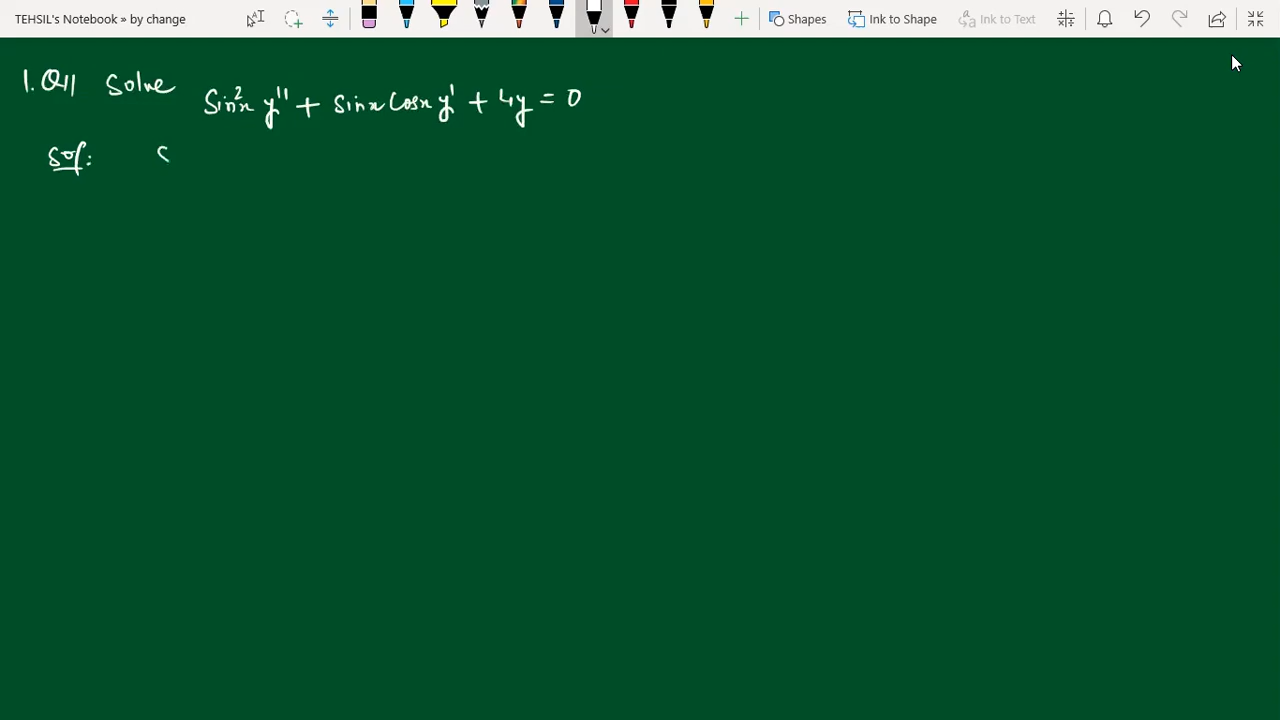 TEHSIL's Notebook » by change
Shapes
Ink to Shape
Ink to Text
1. Q11 Solve Sin²x y'' + Sinx Cosx y' + 4y = 0
Sol: S